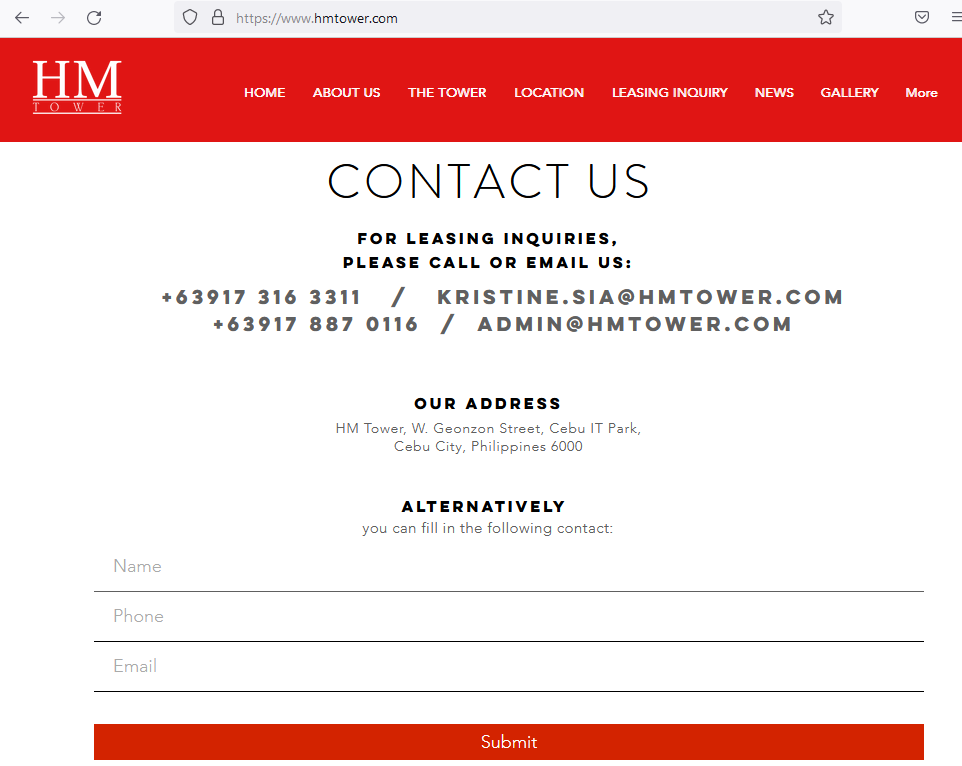 https://www.hmtower.com
HM
TOWER
HOME ABOUT US THE TOWER LOCATION LEASING INQUIRY NEWS GALLERY More
CONTACT US
FOR LEASING INQUIRIES,
PLEASE CALL OR EMAIL US:
+63917 316 3311 / KRISTINE.SIA@HMTOWER.COM
+63917 887 0116 / ADMIN@HMTOWER.COM
OUR ADDRESS
HM Tower, W. Geonzon Street, Cebu IT Park,
Cebu City, Philippines 6000
ALTERNATIVELY
you can fill in the following contact:
Name
Phone
Email
Submit